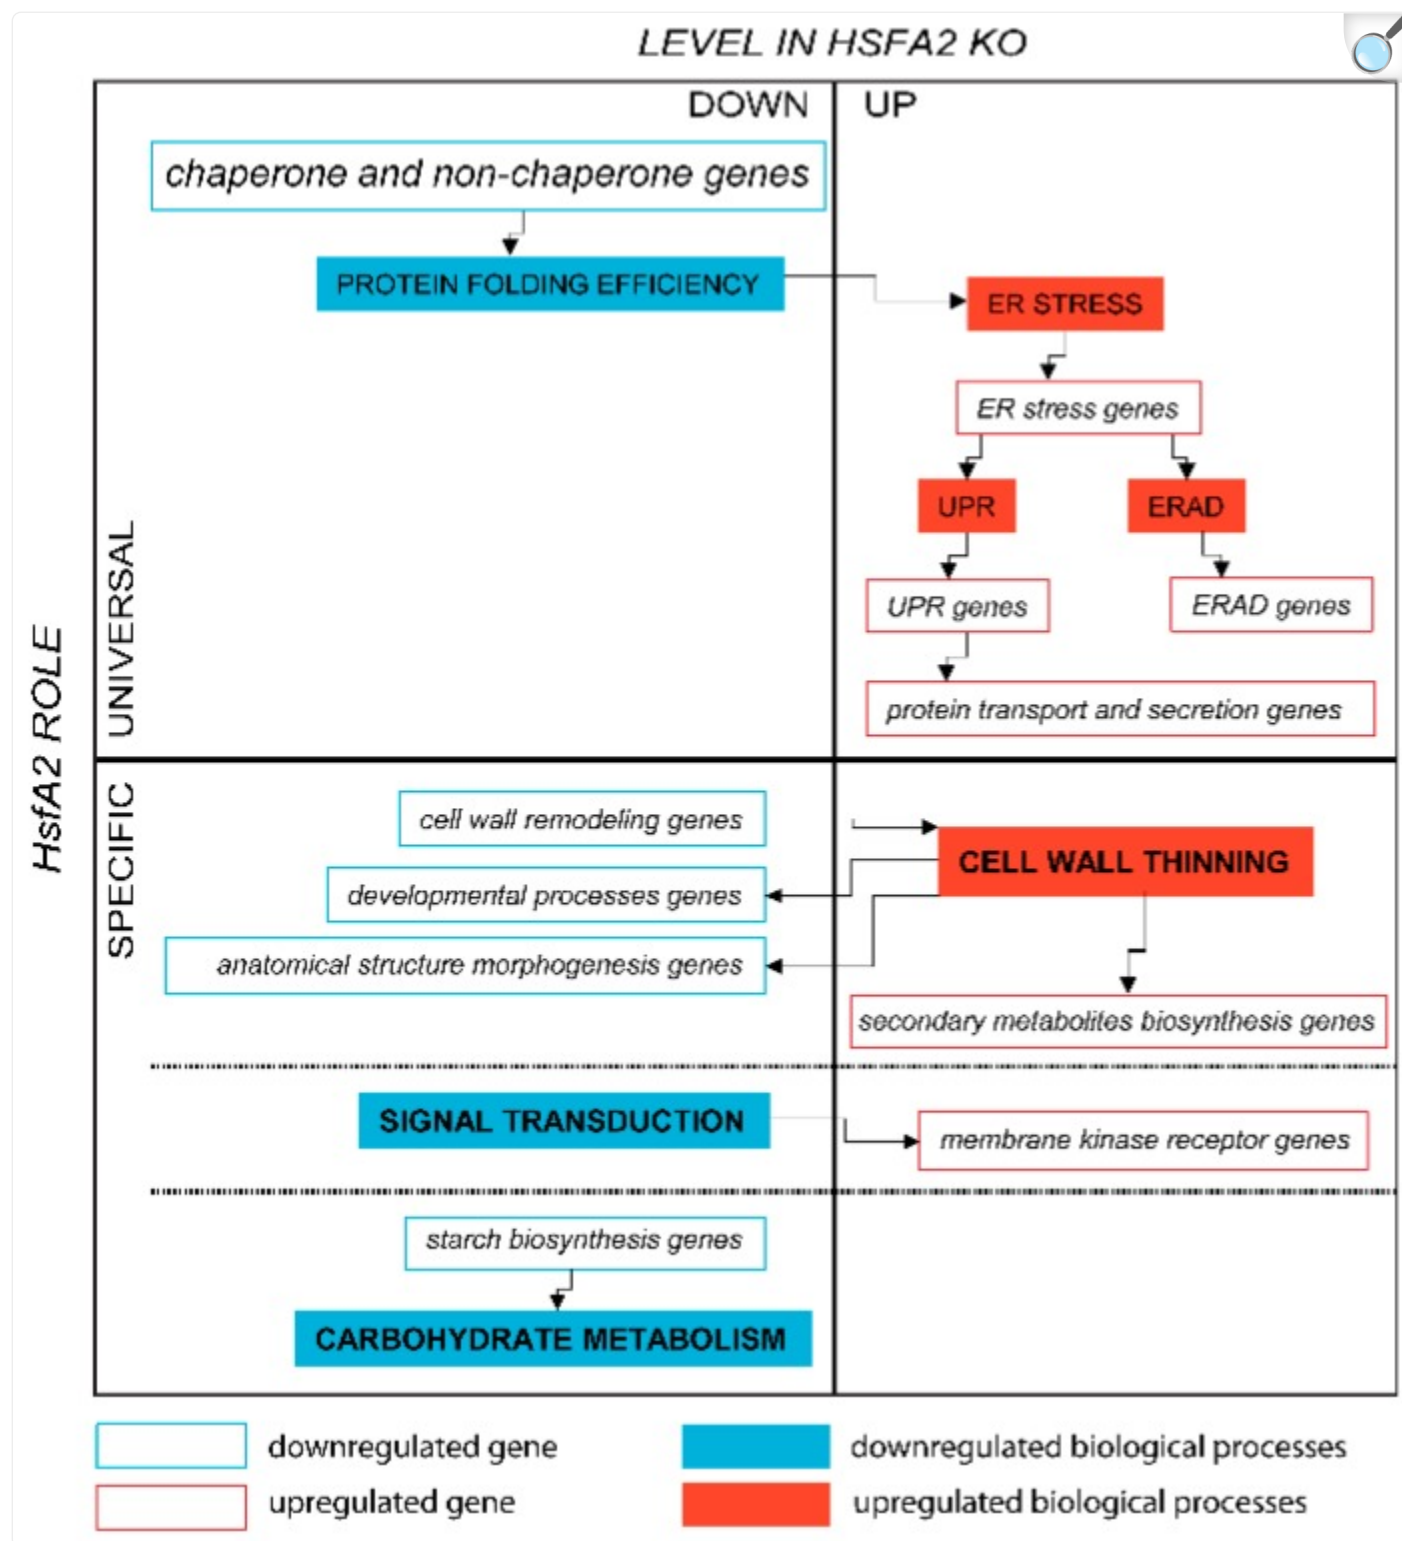 LEVEL IN HSFA2 KO
DOWN
UP
chaperone and non-chaperone genes
PROTEIN FOLDING EFFICIENCY
ER STRESS
ER stress genes
UPR
ERAD
UPR genes
ERAD genes
protein transport and secretion genes
HsfA2 ROLE
UNIVERSAL
SPECIFIC
cell wall remodeling genes
CELL WALL THINNING
developmental processes genes
anatomical structure morphogenesis genes
secondary metabolites biosynthesis genes
SIGNAL TRANSDUCTION
membrane kinase receptor genes
starch biosynthesis genes
CARBOHYDRATE METABOLISM
downregulated gene
downregulated biological processes
upregulated gene
upregulated biological processes